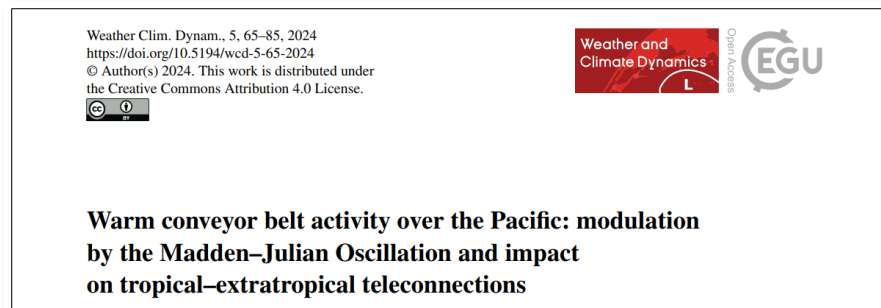 Weather Clim. Dynam., 5, 65–85, 2024
https://doi.org/10.5194/wcd-5-65-2024
© Author(s) 2024. This work is distributed under
the Creative Commons Attribution 4.0 License.
cc
BY
Weather and
Climate Dynamics
L
Open Access
EGU
Warm conveyor belt activity over the Pacific: modulation
by the Madden–Julian Oscillation and impact
on tropical–extratropical teleconnections